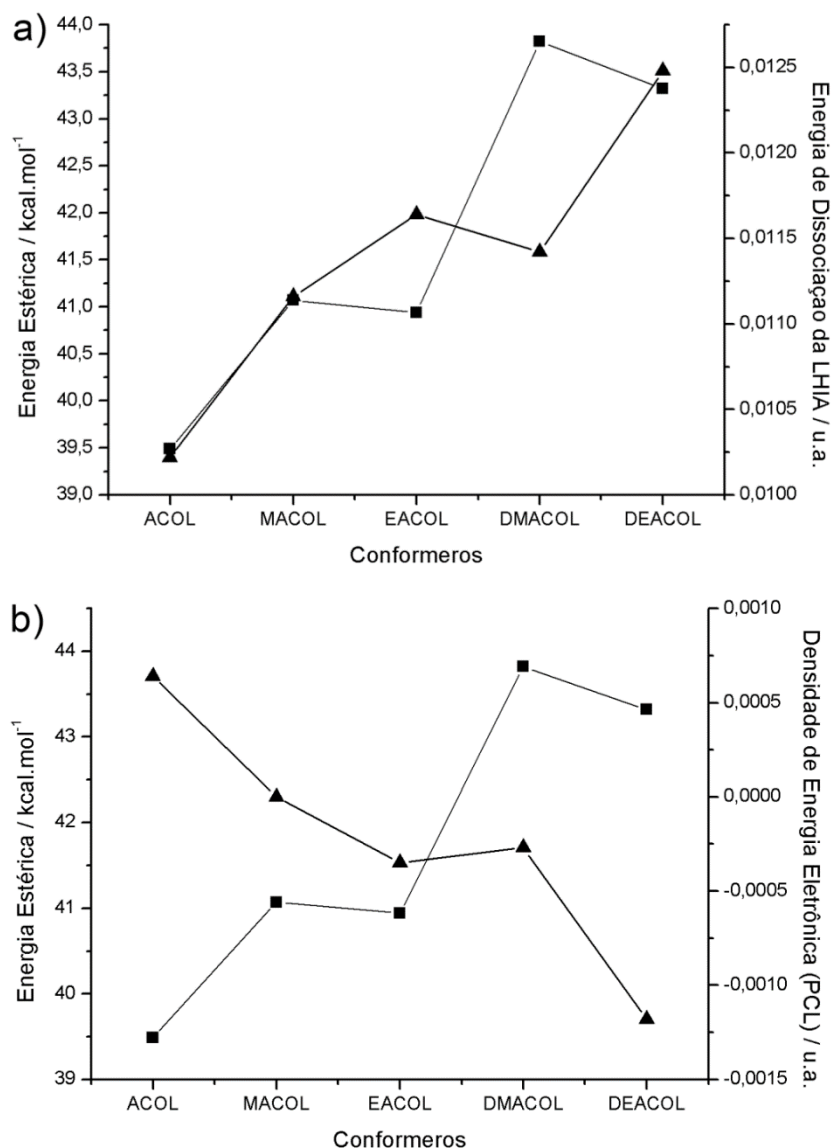 a)
Energia Estérica / kcal.mol⁻¹
44,0
43,5
43,0
42,5
42,0
41,5
41,0
40,5
40,0
39,5
39,0
0,0125
0,0120
0,0115
0,0110
0,0105
0,0100
Energia de Dissociaçao da LHIA / u.a.
ACOL MACOL EACOL DMACOL DEACOL
Conformeros
b)
Energia Estérica / kcal.mol⁻¹
44
43
42
41
40
39
0,0010
0,0005
0,0000
-0,0005
-0,0010
-0,0015
Densidade de Energia Eletrônica (PCL) / u.a.
ACOL MACOL EACOL DMACOL DEACOL
Conformeros